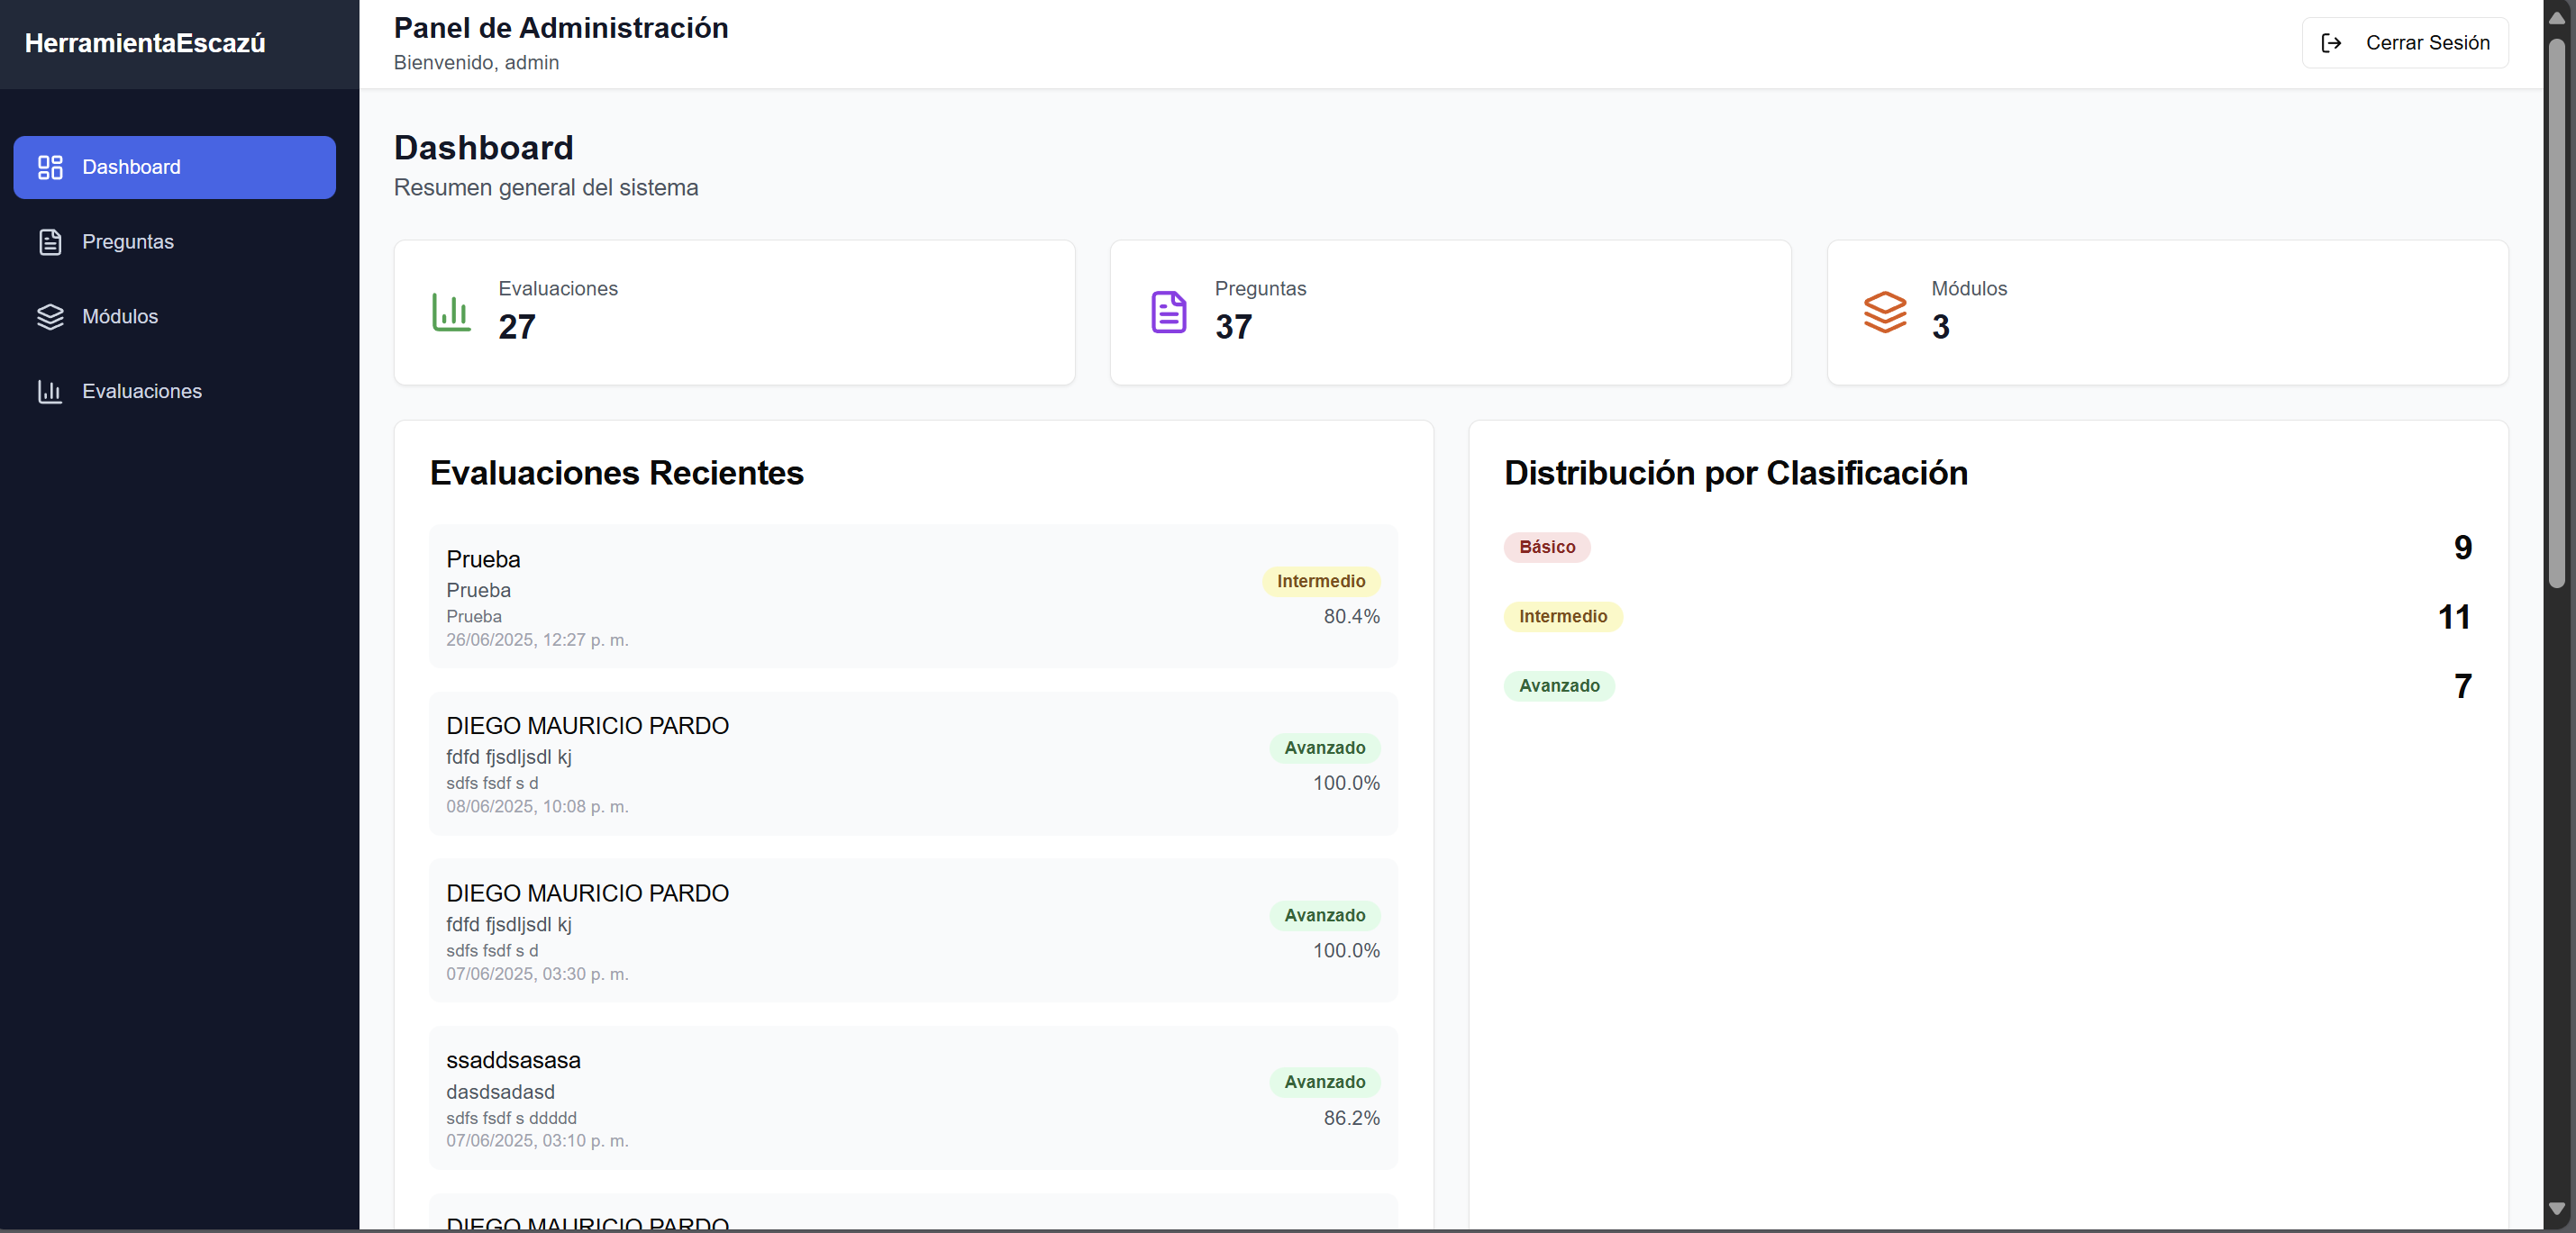 HerramientaEscazú
Dashboard
Preguntas
Módulos
Evaluaciones
Panel de Administración
Bienvenido, admin
Cerrar Sesión
Dashboard
Resumen general del sistema
Evaluaciones
27
Preguntas
37
Módulos
3
Evaluaciones Recientes
Prueba
Prueba
Prueba
26/06/2025, 12:27 p. m.
Intermedio
80.4%
DIEGO MAURICIO PARDO
fdfd fjsdljsdl kj
sdfs fsdf s d
08/06/2025, 10:08 p. m.
Avanzado
100.0%
DIEGO MAURICIO PARDO
fdfd fjsdljsdl kj
sdfs fsdf s d
07/06/2025, 03:30 p. m.
Avanzado
100.0%
ssaddsasasa
dasdsadasd
sdfs fsdf s ddddd
07/06/2025, 03:10 p. m.
Avanzado
86.2%
DIEGO MAURICIO PARDO
Distribución por Clasificación
Básico 9
Intermedio 11
Avanzado 7